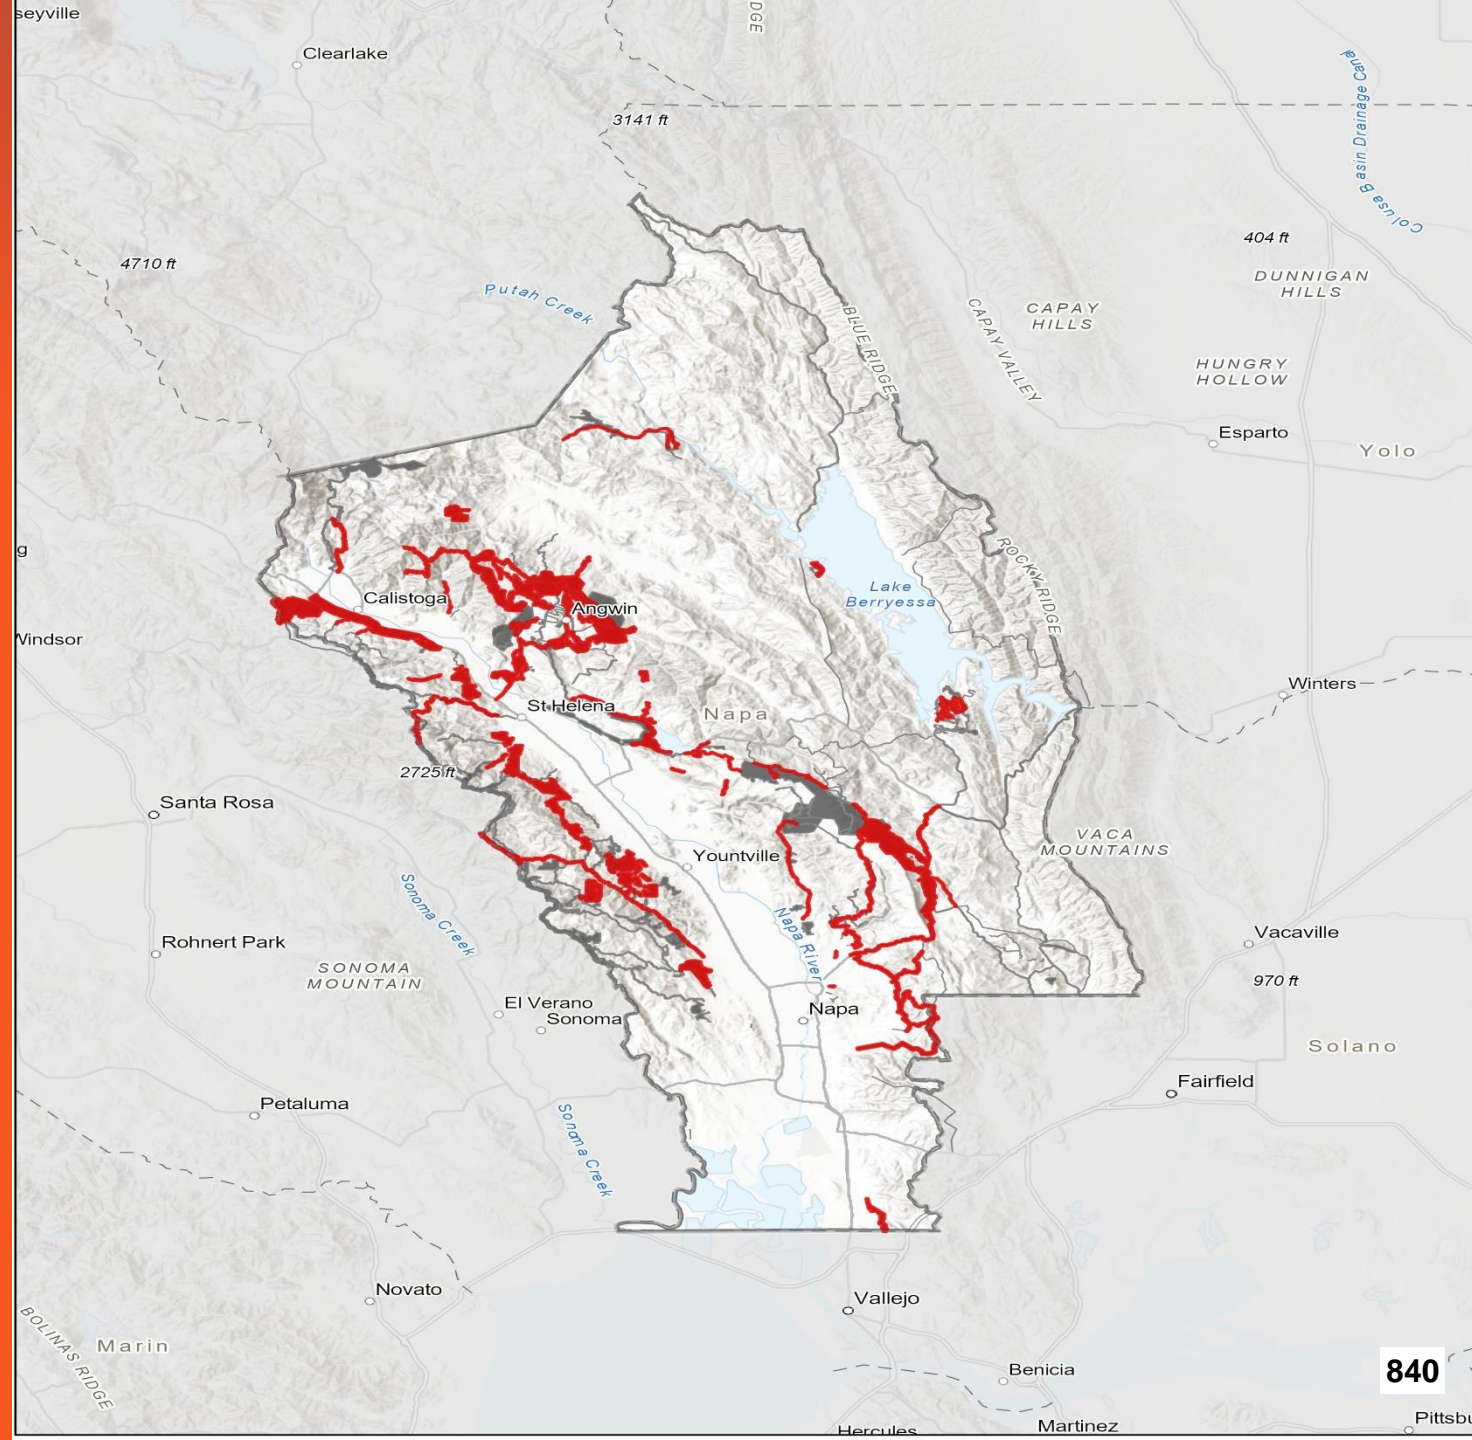 seyville
Clearlake
DGE
3141 ft
Colusa Basin Drainage Canal
404 ft
4710 ft
DUNNIGAN
HILLS
Putah Creek
CAPAY
HILLS
BLUE RIDGE
CAPAY VALLEY
HUNGRY
HOLLOW
Esparto
Yolo
g
ROCKY RIDGE
Lake
Berryessa
Calistoga
Angwin
Windsor
Winters
St Helena
Napa
2725 ft
Santa Rosa
VACA
MOUNTAINS
Yountville
Sonoma Creek
Napa River
Vacaville
Rohnert Park
SONOMA
MOUNTAIN
970 ft
El Verano
Sonoma
Napa
Solano
Fairfield
Petaluma
Sonoma Creek
Novato
Vallejo
BOLINAS RIDGE
Marin
Benicia
840
Martinez
Hercules
Pittsbu